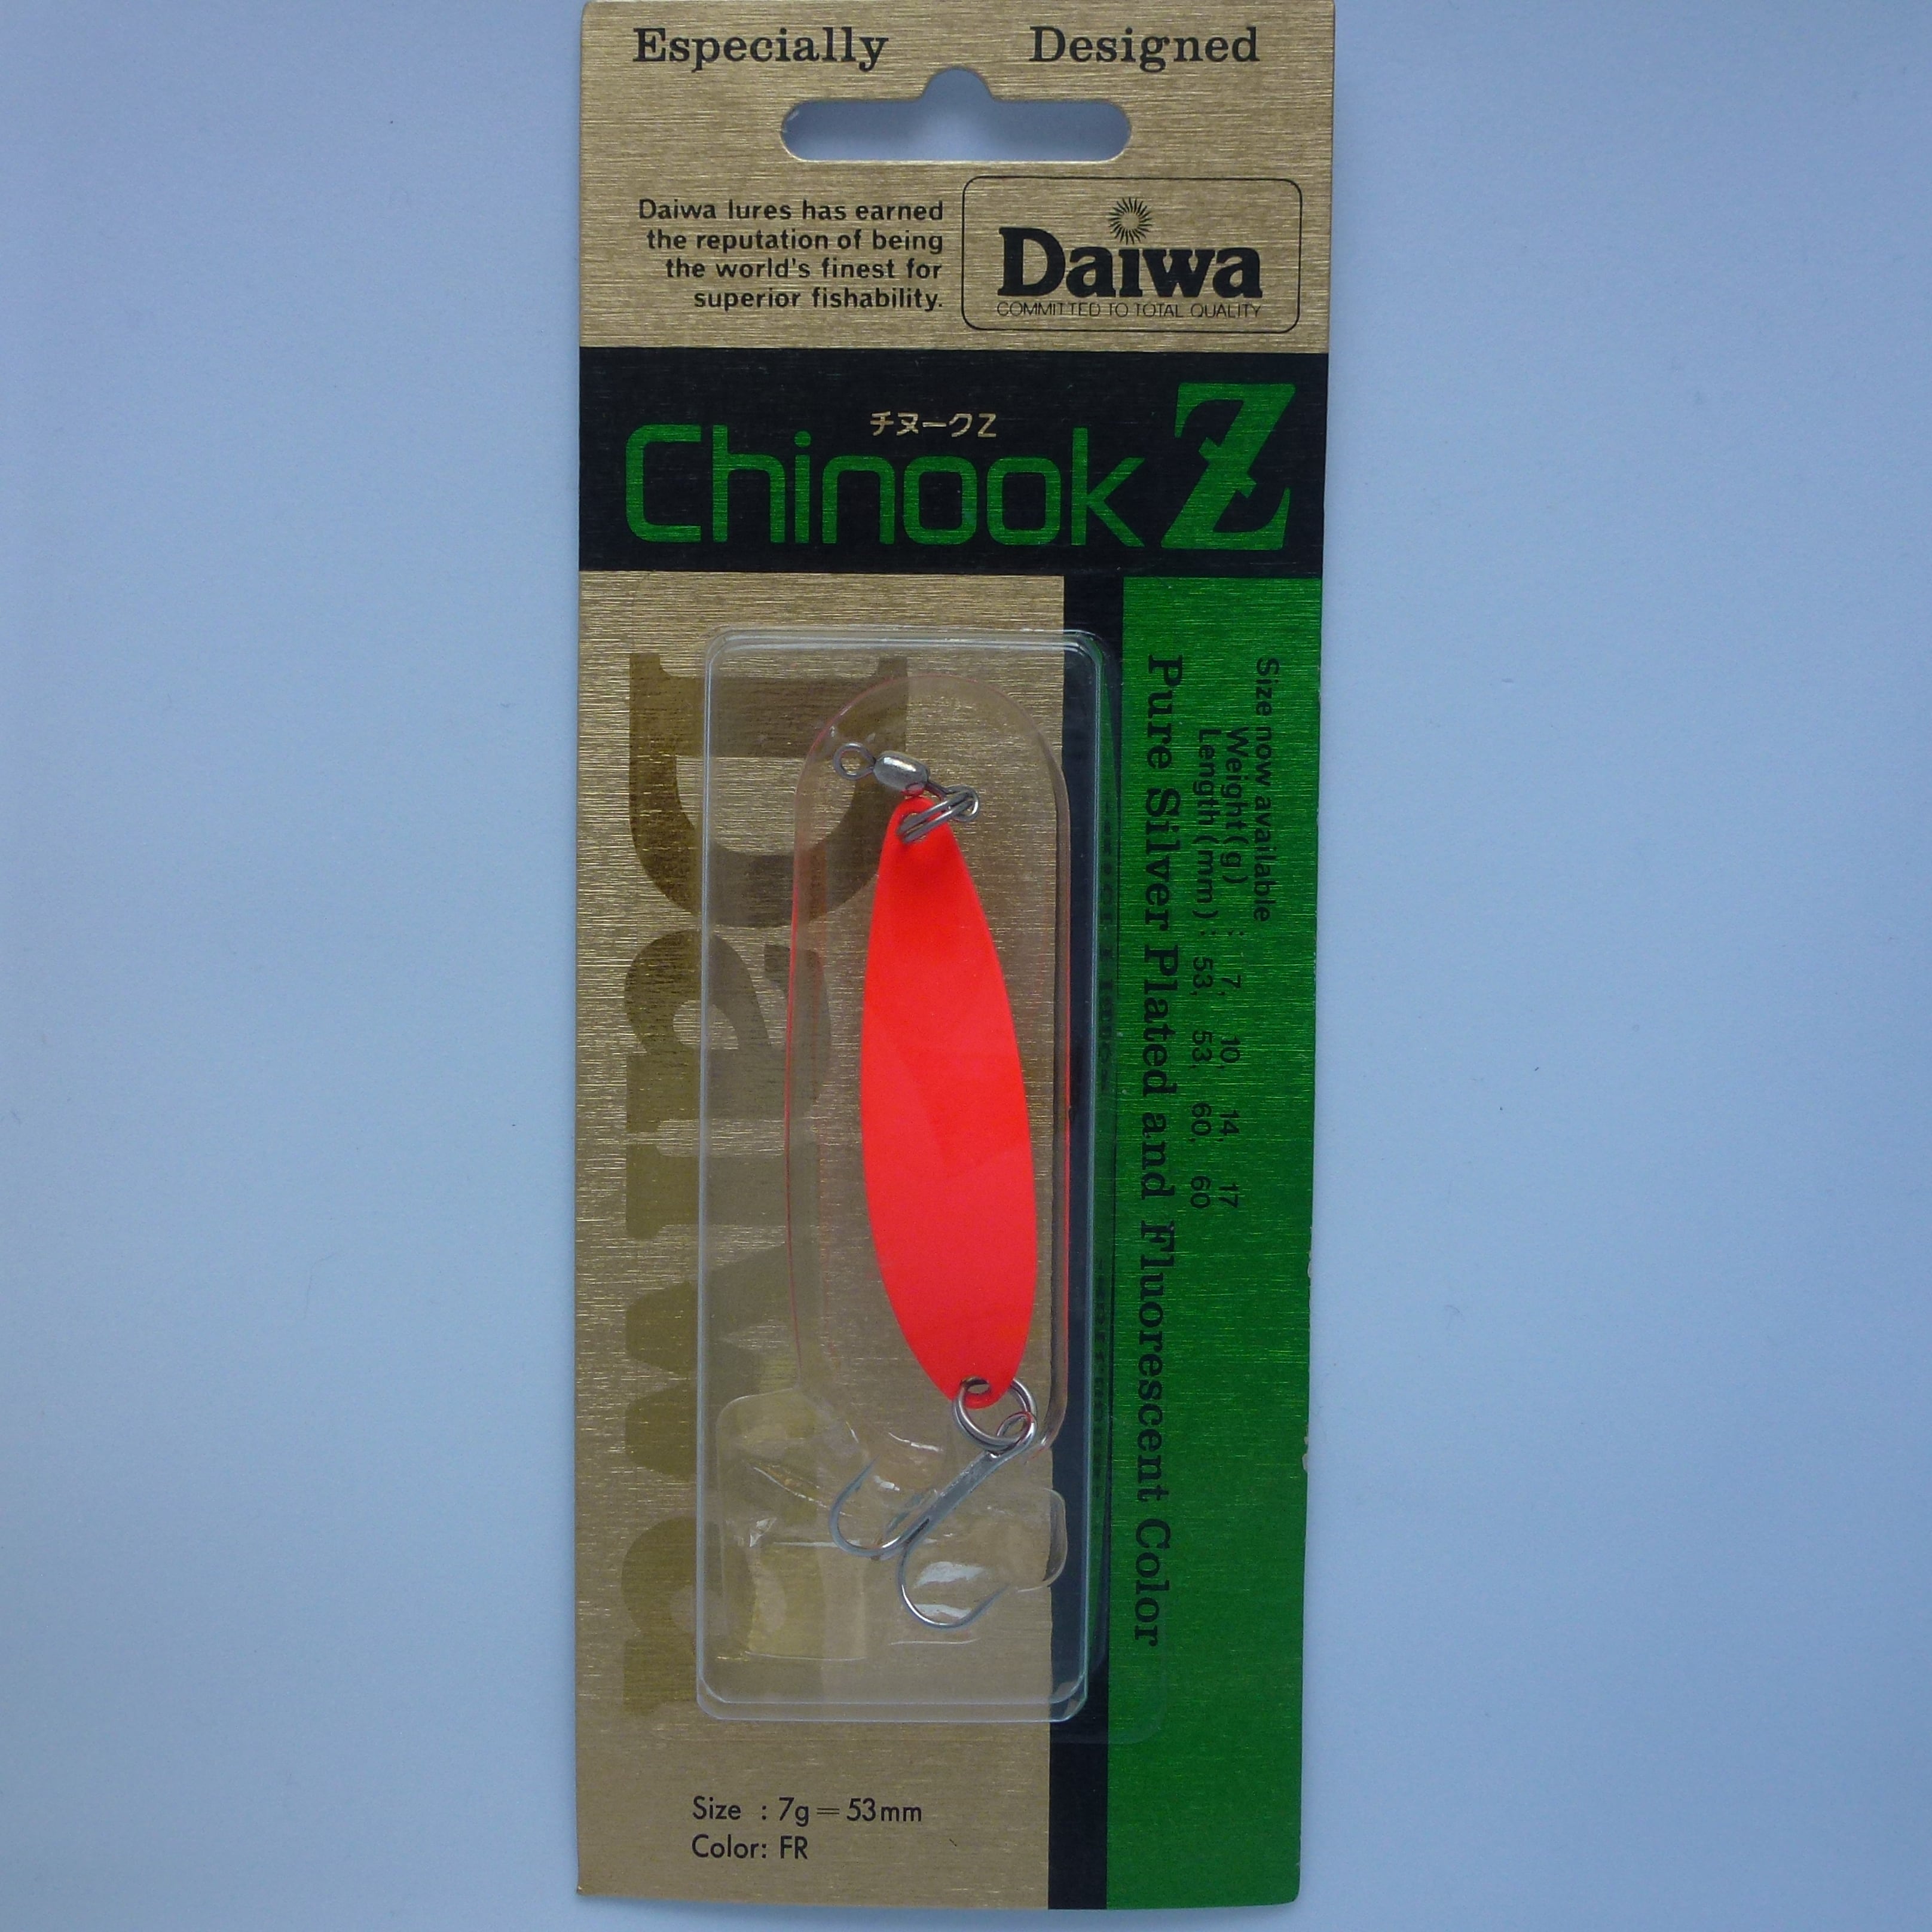 Especially Designed
Daiwa lures has earned
the reputation of being
the world's finest for
superior fishability.
Daiwa
COMMITTED TO TOTAL QUALITY
チヌークZ
Chinook Z
Size now available
Weight(g) : 7, 10, 14, 17
Length(mm): 53, 53, 60, 60
Pure Silver Plated and Fluorescent Color
Daiwa
Size : 7g=53mm
Color: FR